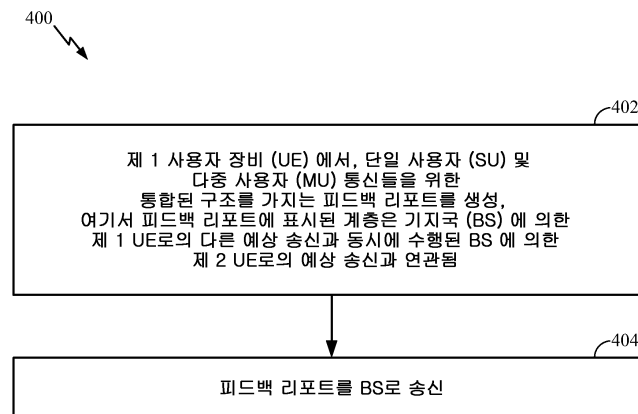 400
402
제 1 사용자 장비 (UE) 에서, 단일 사용자 (SU) 및
다중 사용자 (MU) 통신들을 위한
통합된 구조를 가지는 피드백 리포트를 생성,
여기서 피드백 리포트에 표시된 계층은 기지국 (BS) 에 의한
제 1 UE로의 다른 예상 송신과 동시에 수행된 BS 에 의한
제 2 UE로의 예상 송신과 연관됨
404
피드백 리포트를 BS로 송신